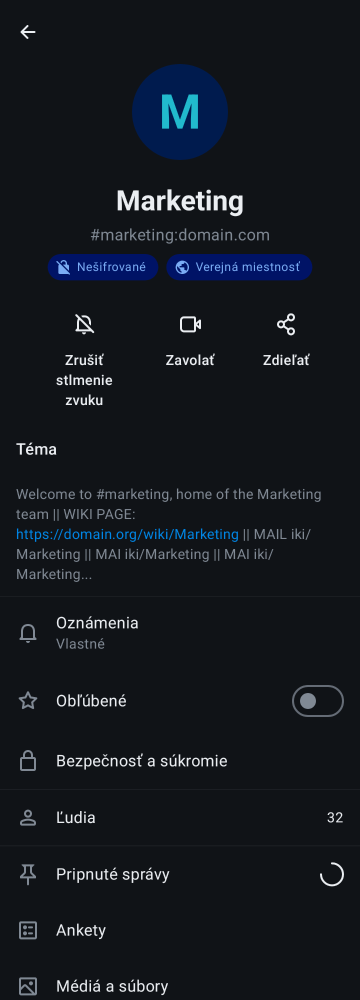 M
Marketing
#marketing:domain.com
Nešifrované
Verejná miestnosť
Zrušiť
stlmenie
zvuku
Zavolať
Zdieľať
Téma
Welcome to #marketing, home of the Marketing
team || WIKI PAGE:
https://domain.org/wiki/Marketing || MAIL iki/
Marketing || MAI iki/Marketing || MAI iki/
Marketing...
Oznámenia
Vlastné
Obľúbené
Bezpečnosť a súkromie
Ľudia 32
Pripnuté správy
Ankety
Médiá a súbory